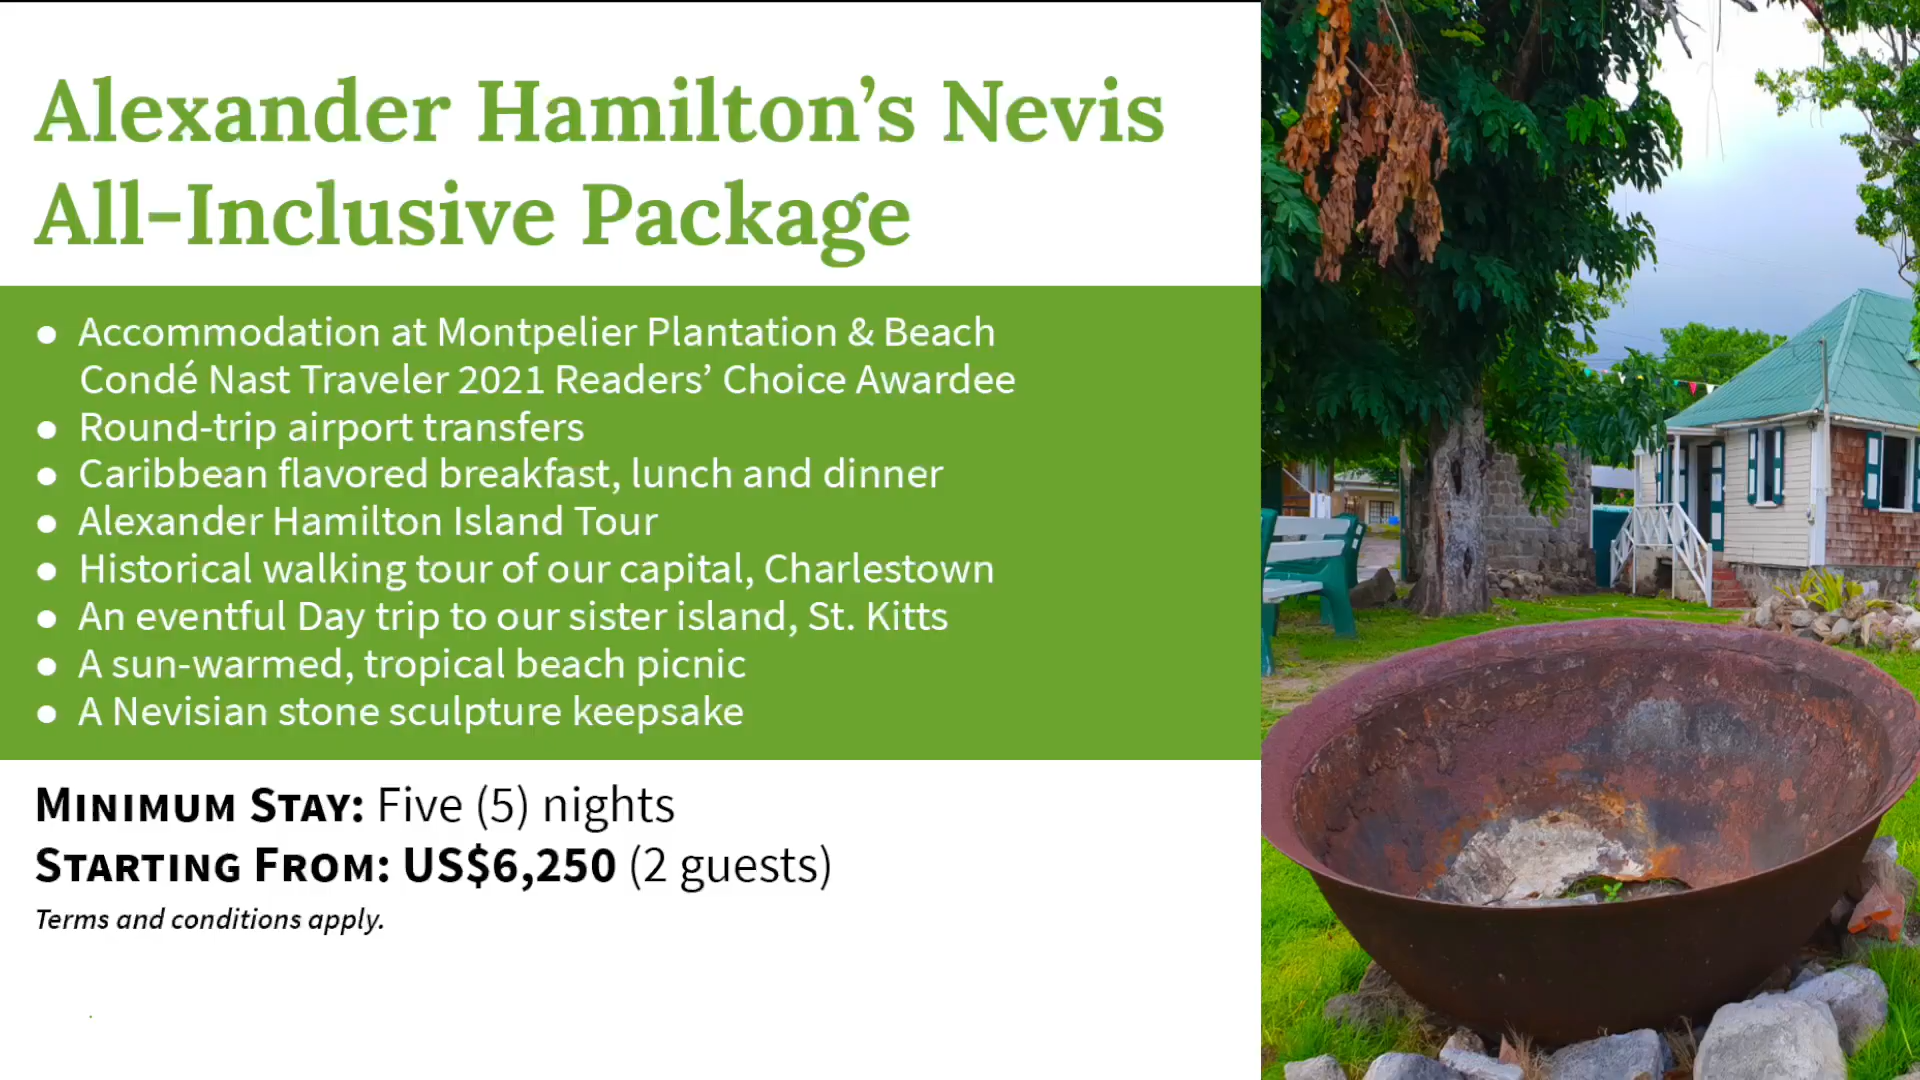 Alexander Hamilton’s Nevis
All-Inclusive Package
● Accommodation at Montpelier Plantation & Beach
Condé Nast Traveler 2021 Readers’ Choice Awardee
● Round-trip airport transfers
● Caribbean flavored breakfast, lunch and dinner
● Alexander Hamilton Island Tour
● Historical walking tour of our capital, Charlestown
● An eventful Day trip to our sister island, St. Kitts
● A sun-warmed, tropical beach picnic
● A Nevisian stone sculpture keepsake
Minimum Stay: Five (5) nights
Starting From: US$6,250 (2 guests)
Terms and conditions apply.